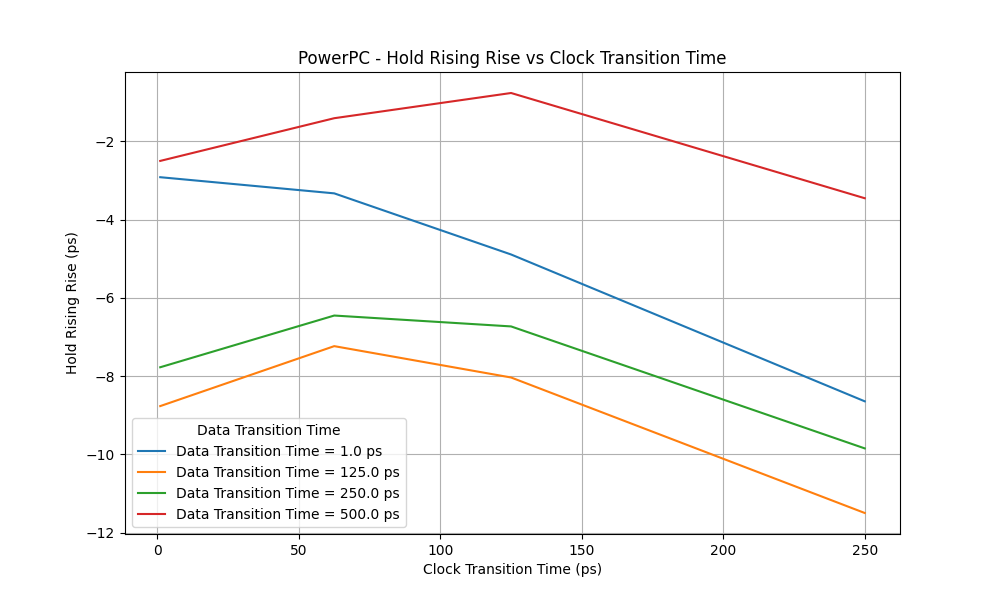 PowerPC - Hold Rising Rise vs Clock Transition Time
Hold Rising Rise (ps)
−2
−4
−6
−8
−10
−12
Data Transition Time
Data Transition Time = 1.0 ps
Data Transition Time = 125.0 ps
Data Transition Time = 250.0 ps
Data Transition Time = 500.0 ps
0 50 100 150 200 250
Clock Transition Time (ps)